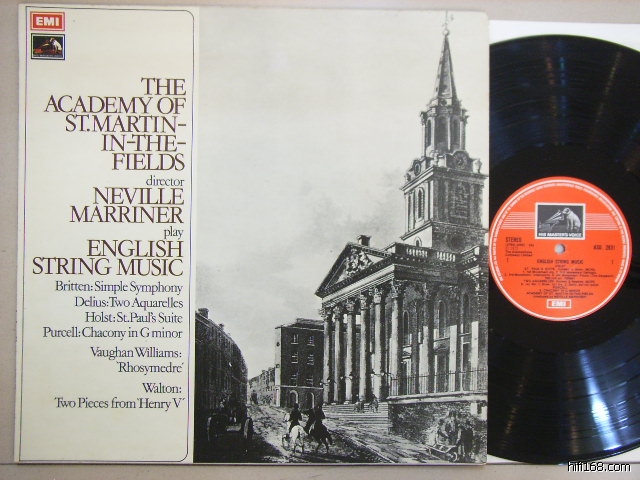 EMI
THE
ACADEMY OF
ST. MARTIN-
IN-THE-
FIELDS
director
NEVILLE
MARRINER
play
ENGLISH
STRING MUSIC
Britten: Simple Symphony
Delius: Two Aquarelles
Holst: St. Paul's Suite
Purcell: Chacony in G minor
Vaughan Williams:
'Rhosymedre'
Walton:
'Two Pieces from 'Henry V'
HIS MASTER'S VOICE
STEREO
ENGLISH STRING MUSIC
EMI
hifi168.com